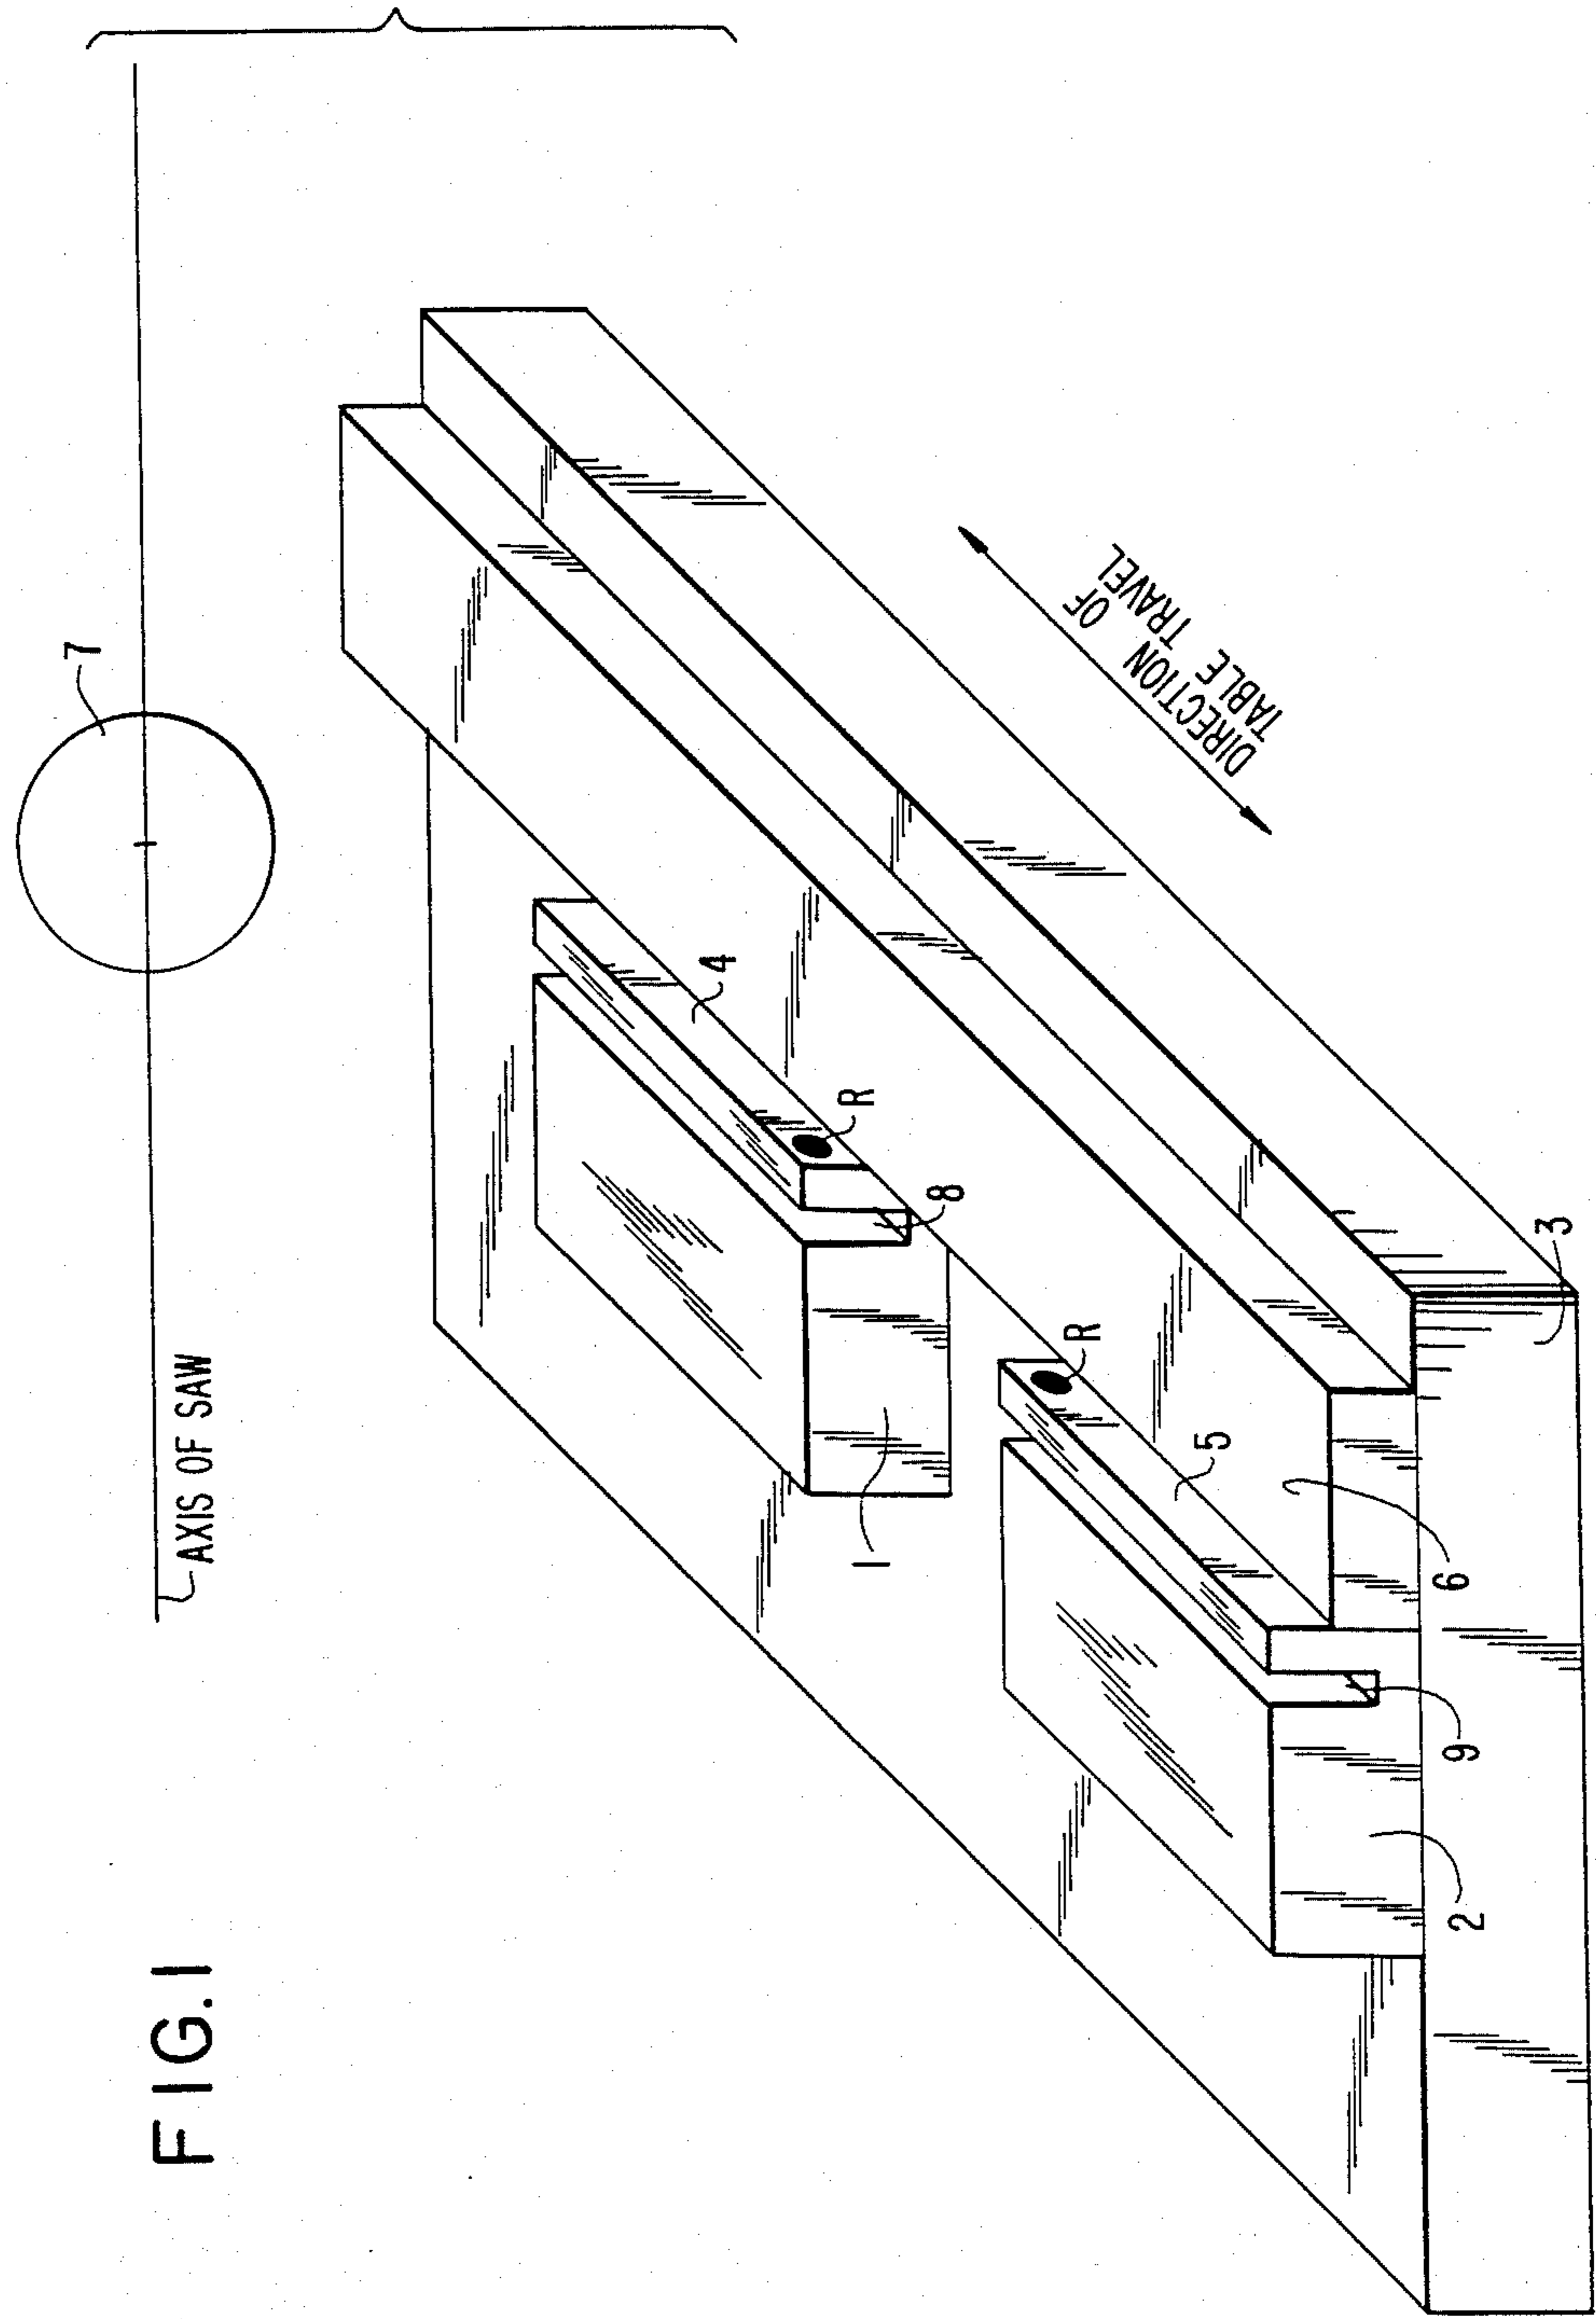 FIG. 1
AXIS OF SAW
7
4
R
8
1
R
5
6
9
2
3
DIRECTION OF
TABLE TRAVEL